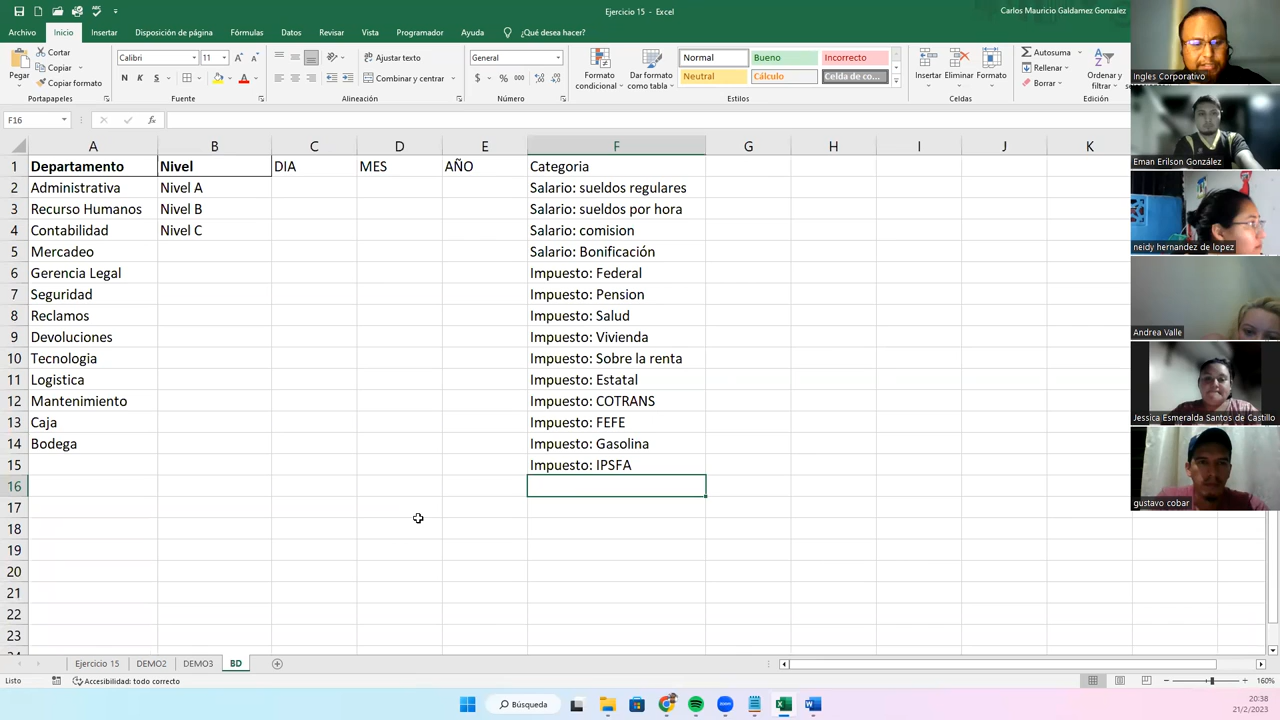 Ejercicio 15 - Excel
Carlos Mauricio Galdamez Gonzalez
Archivo Inicio Insertar Disposición de página Fórmulas Datos Revisar Vista Programador Ayuda ¿Qué desea hacer?
Pegar
Cortar
Copiar
Copiar formato
Portapapeles
Calibri 11
N K S
Fuente
Ajustar texto
Combinar y centrar
Alineación
General
$ % 000
Número
Formato condicional
Dar formato como tabla
Normal Bueno Incorrecto
Neutral Cálculo Celda de co...
Estilos
Insertar Eliminar Formato
Celdas
Autosuma
Rellenar
Borrar
Ordenar y filtrar
Edición
F16
fx
A B C D E F G H I J K
1 Departamento Nivel DIA MES AÑO Categoria
2 Administrativa Nivel A Salario: sueldos regulares
3 Recurso Humanos Nivel B Salario: sueldos por hora
4 Contabilidad Nivel C Salario: comision
5 Mercadeo Salario: Bonificación
6 Gerencia Legal Impuesto: Federal
7 Seguridad Impuesto: Pension
8 Reclamos Impuesto: Salud
9 Devoluciones Impuesto: Vivienda
10 Tecnologia Impuesto: Sobre la renta
11 Logistica Impuesto: Estatal
12 Mantenimiento Impuesto: COTRANS
13 Caja Impuesto: FEFE
14 Bodega Impuesto: Gasolina
15 Impuesto: IPSFA
16
17
18
19
20
21
22
23
Ejercicio 15 DEMO2 DEMO3 BD
Listo Accesibilidad: todo correcto 160%
Búsqueda
20:38
21/2/2023
Ingles Corporativo
Eman Erilson González
neidy hernandez de lopez
Andrea Valle
Jessica Esmeralda Santos de Castillo
gustavo cobar